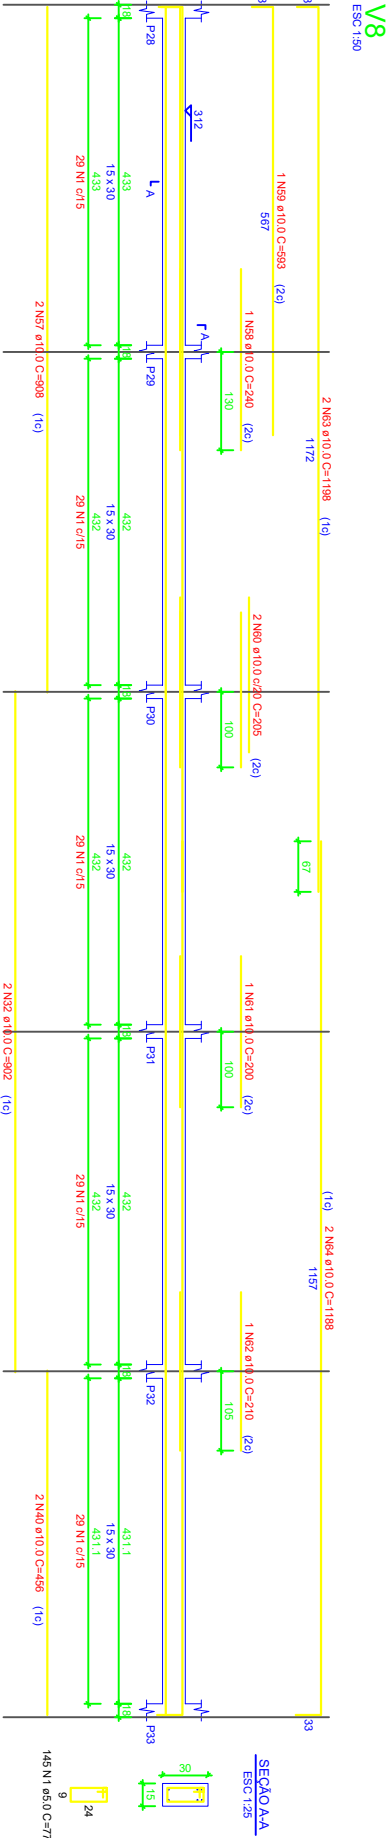 V8
ESC 1:50
2 N63 ø10.0 C=1198 (1c)
1172
67
(1c) 2 N64 ø10.0 C=1188
1157
33
1 N59 ø10.0 C=593 (2c)
567
1 N58 ø10.0 C=240 (2c)
130
2 N60 ø10.0 c/20 C=205 (2c)
100
1 N61 ø10.0 C=200 (2c)
100
1 N62 ø10.0 C=210 (2c)
105
312
A
A
P28 P29 P30 P31 P32 P33
18 433 18 432 18 432 18 432 18 431.1 18
15 x 30 15 x 30 15 x 30 15 x 30 15 x 30
433 432 432 432 431.1
29 N1 c/15 29 N1 c/15 29 N1 c/15 29 N1 c/15 29 N1 c/15
2 N57 ø10.0 C=908 (1c)
2 N40 ø10.0 C=456 (1c)
2 N32 ø10.0 C=902 (1c)
SEÇÃO A-A
ESC 1:25
30
15
24
9
145 N1 ø5.0 C=77